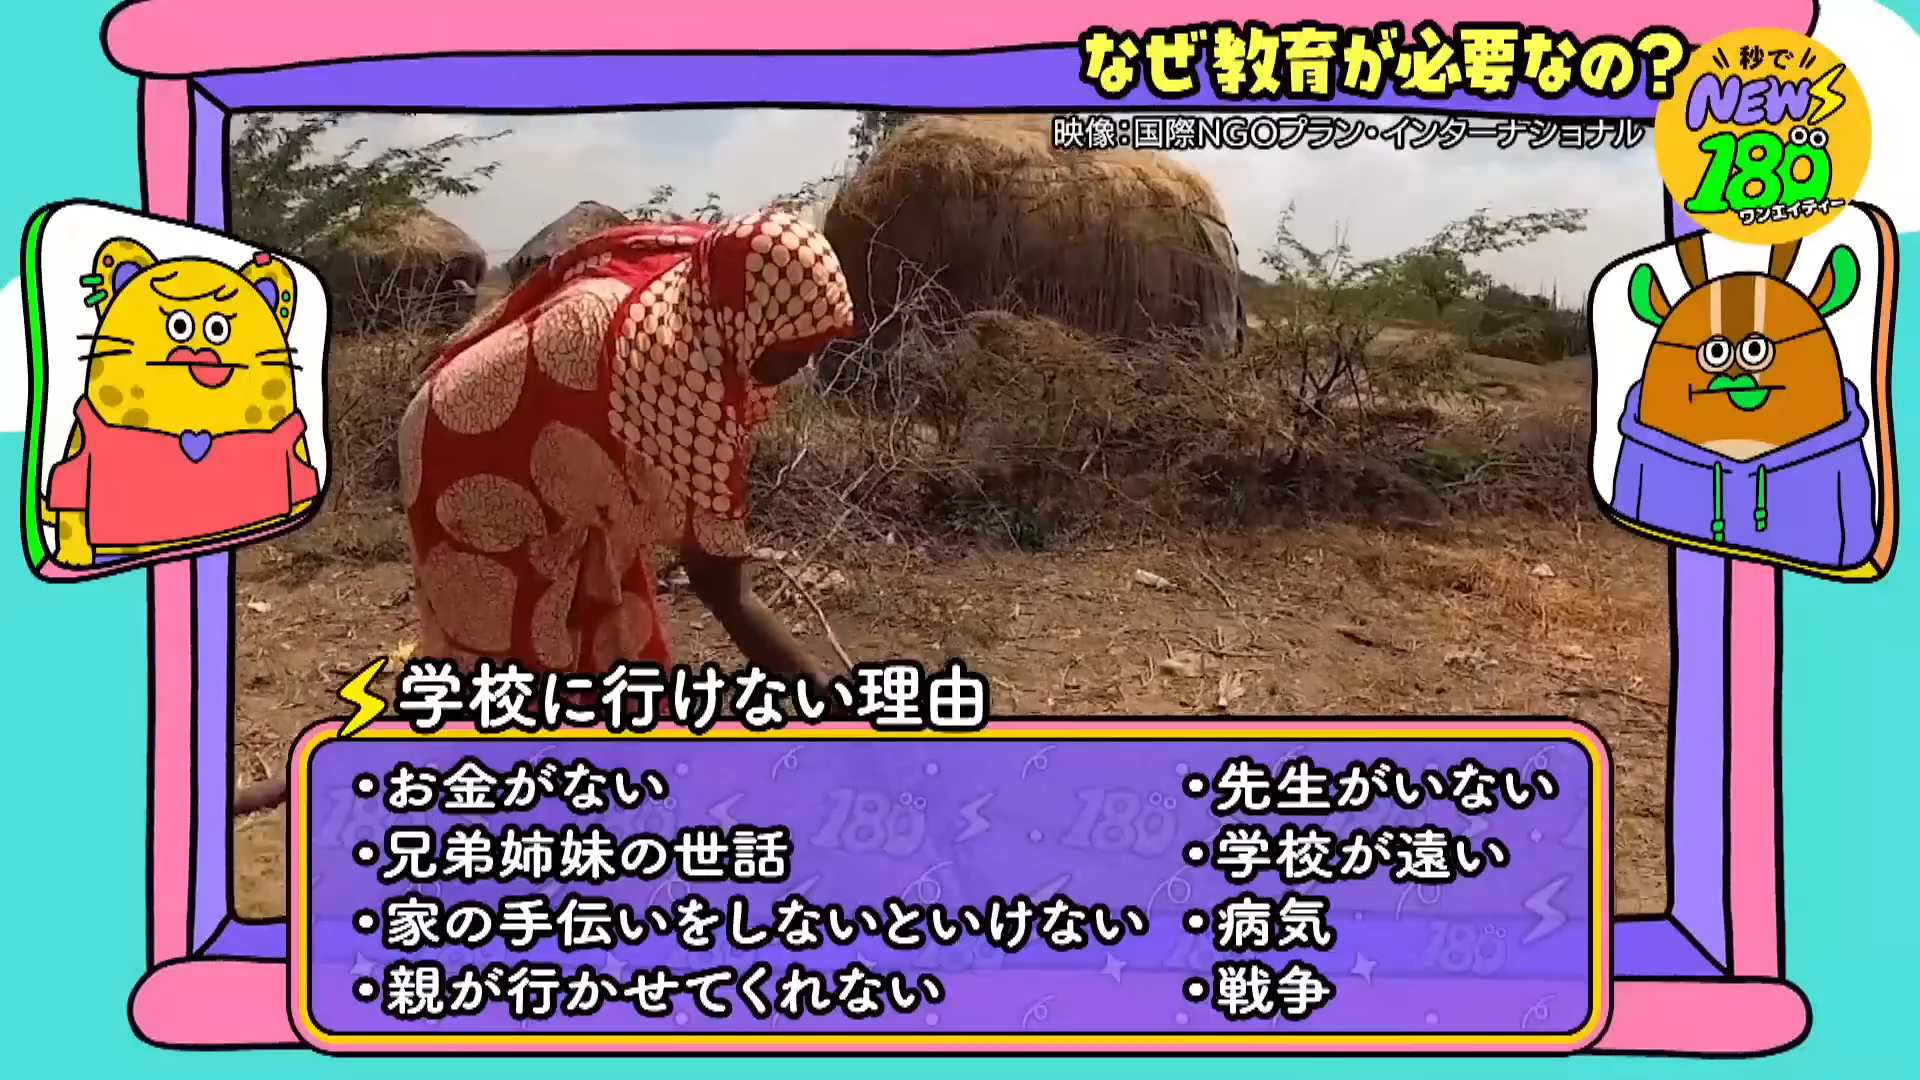 なぜ教育が必要なの?
秒で
NEWS
180
ワンエイティー
映像:国際NGOプラン・インターナショナル
学校に行けない理由
・お金がない
・兄弟姉妹の世話
・家の手伝いをしないといけない
・親が行かせてくれない
・先生がいない
・学校が遠い
・病気
・戦争